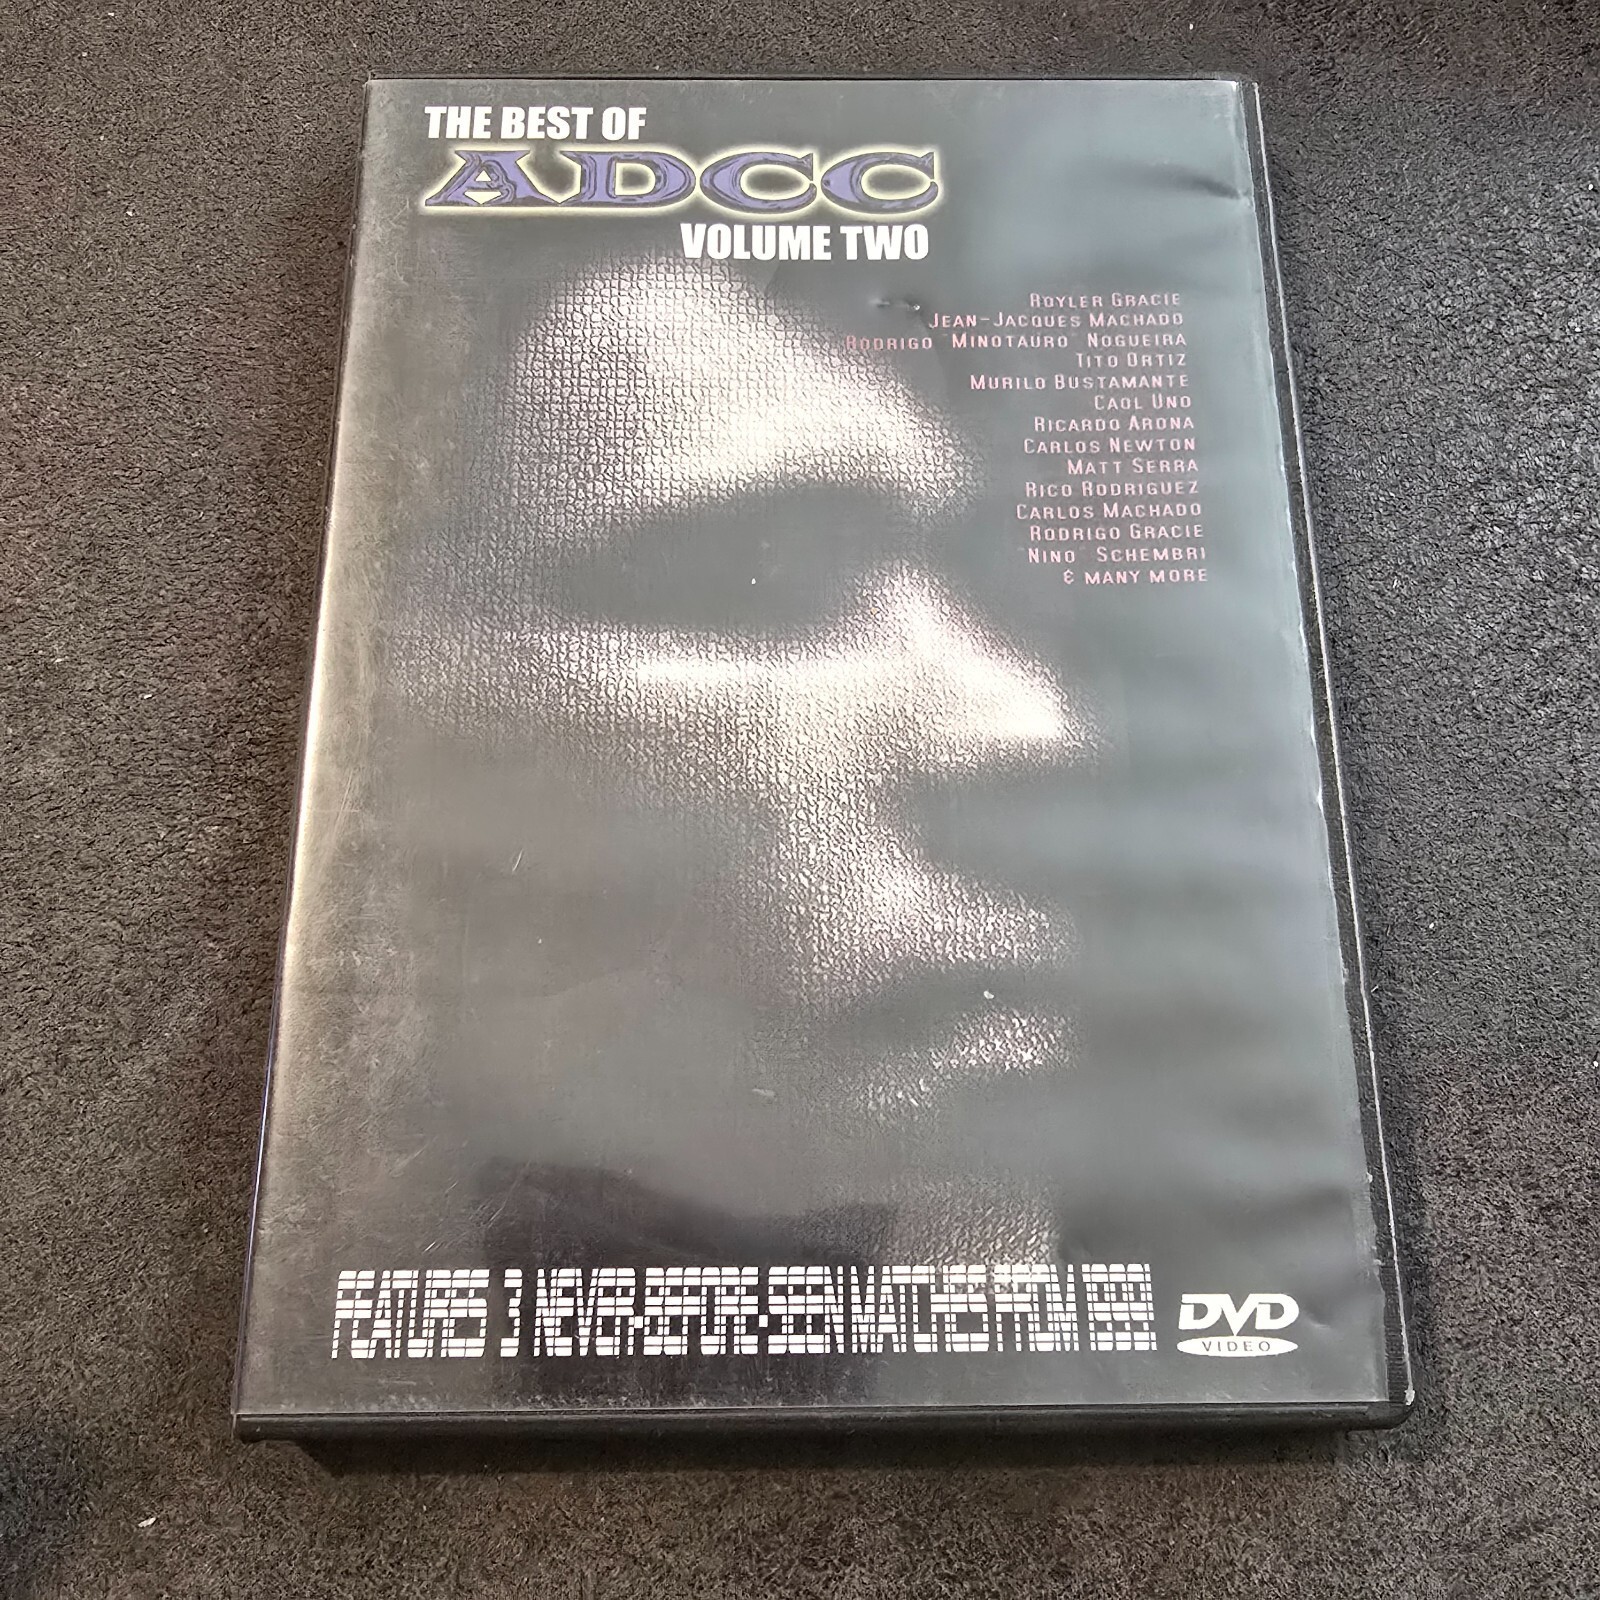 THE BEST OF
ADCC
VOLUME TWO
ROYLER GRACIE
JEAN-JACQUES MACHADO
RODRIGO "MINOTAURO" NOGUEIRA
TITO ORTIZ
MURILO BUSTAMANTE
CAOL UNO
RICARDO ARONA
CARLOS NEWTON
MATT SERRA
RICO RODRIGUEZ
CARLOS MACHADO
RODRIGO GRACIE
NINO SCHEMBRI
& MANY MORE
FEATURES 3 NEVER-BEFORE-SEEN MATCHES FROM 1999!
DVD
VIDEO